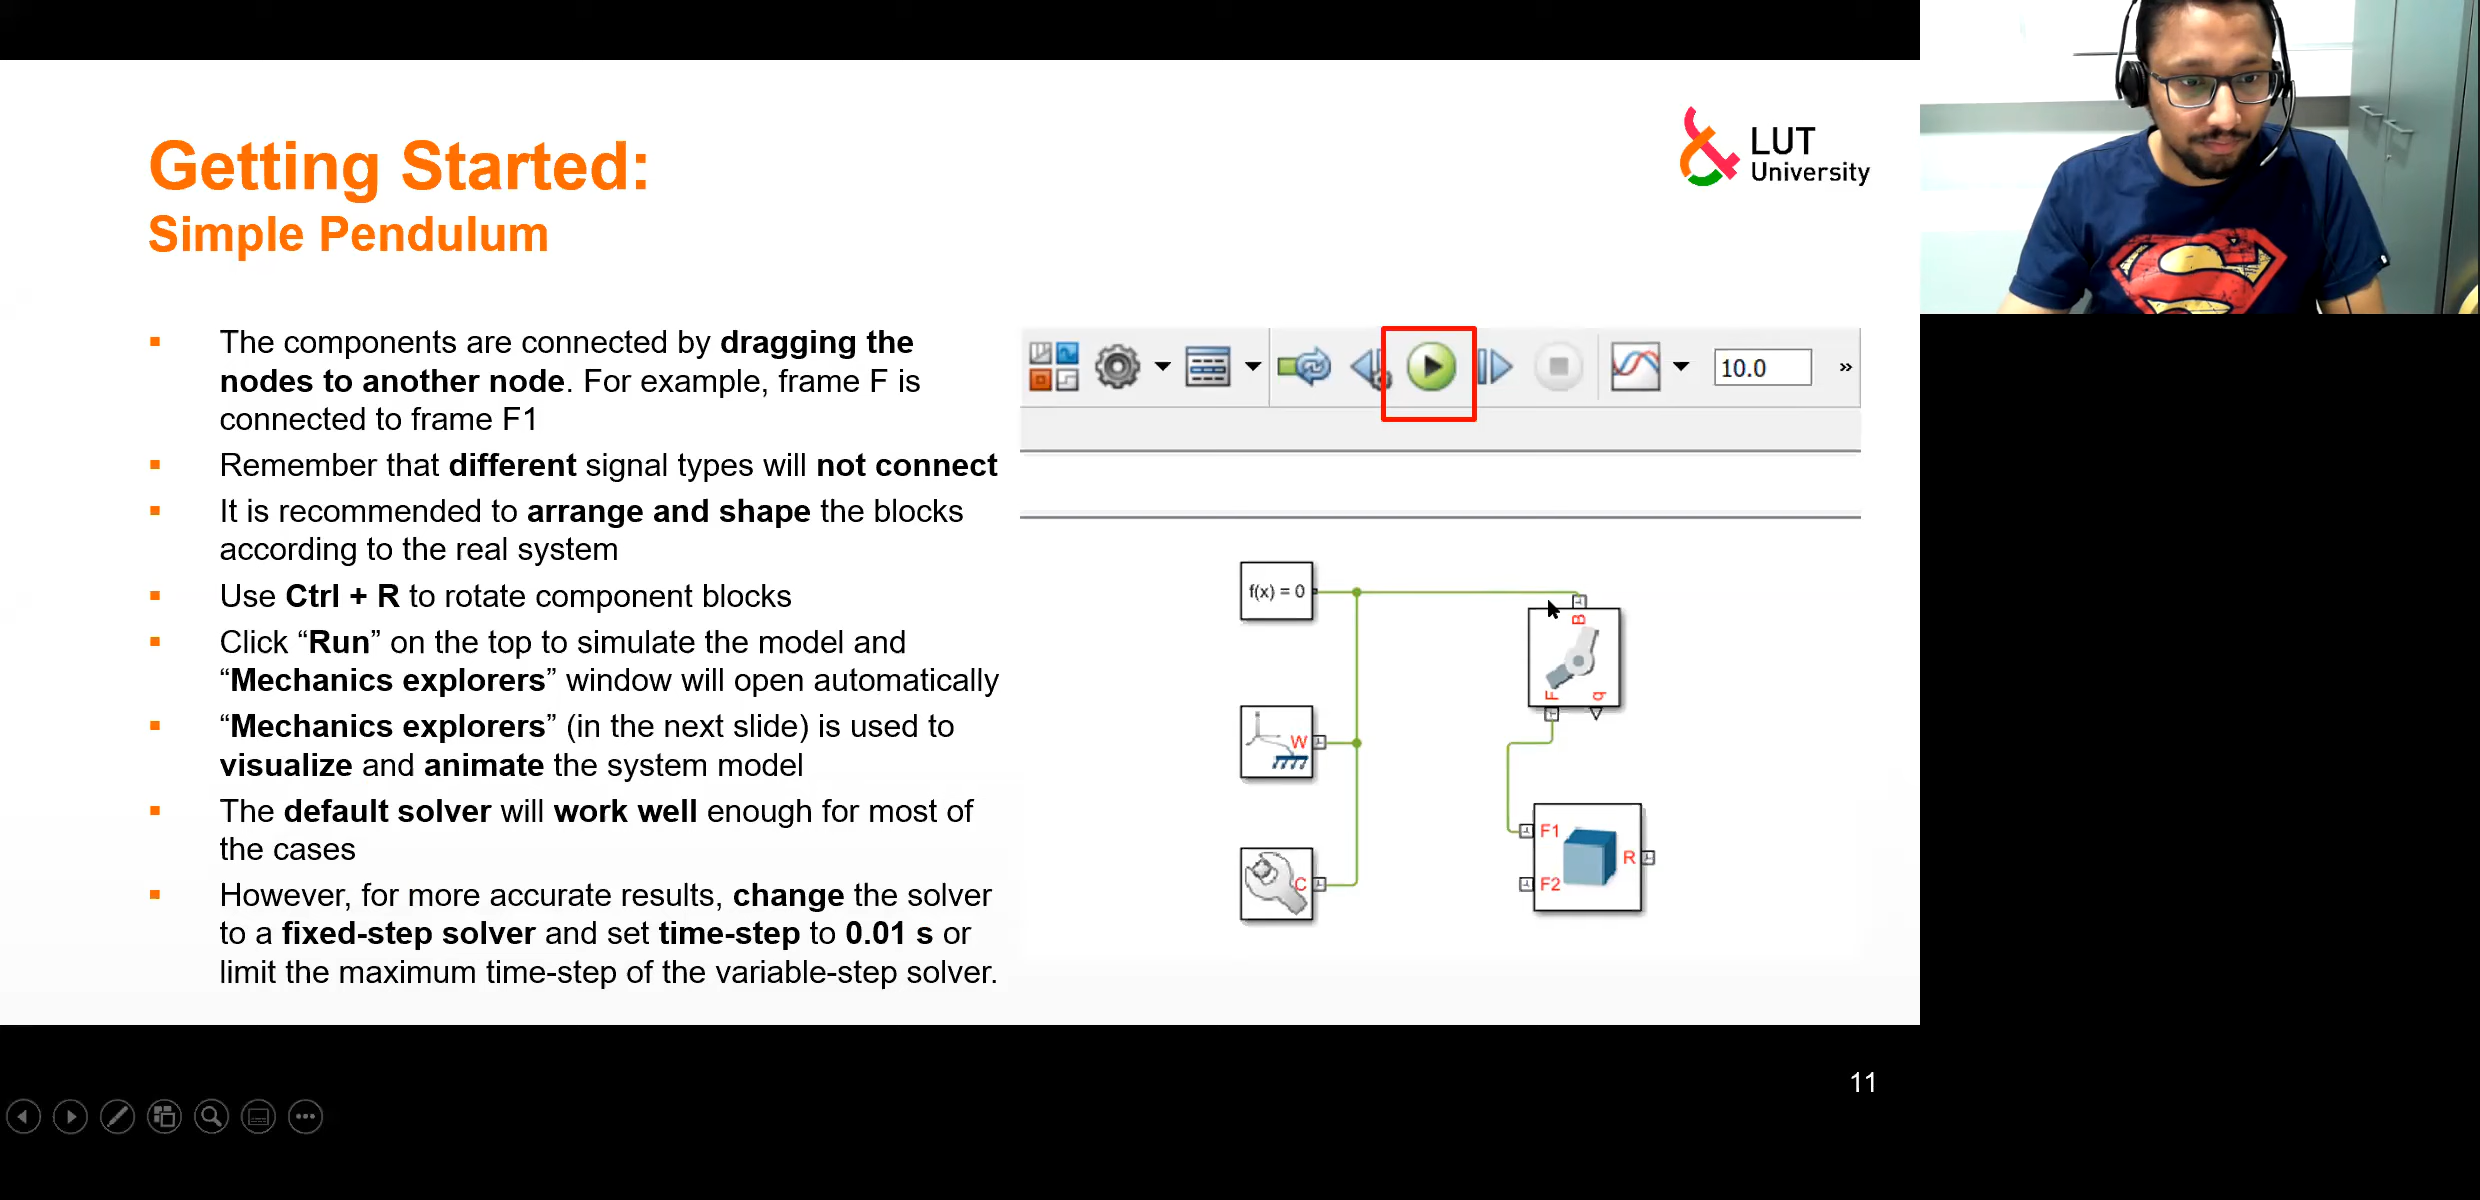 Getting Started:
Simple Pendulum
LUT
University
▪ The components are connected by dragging the
nodes to another node. For example, frame F is
connected to frame F1
▪ Remember that different signal types will not connect
▪ It is recommended to arrange and shape the blocks
according to the real system
▪ Use Ctrl + R to rotate component blocks
▪ Click “Run” on the top to simulate the model and
“Mechanics explorers” window will open automatically
▪ “Mechanics explorers” (in the next slide) is used to
visualize and animate the system model
▪ The default solver will work well enough for most of
the cases
▪ However, for more accurate results, change the solver
to a fixed-step solver and set time-step to 0.01 s or
limit the maximum time-step of the variable-step solver.
10.0 »
f(x) = 0
B
F q
W
F1
R
C
F2
11